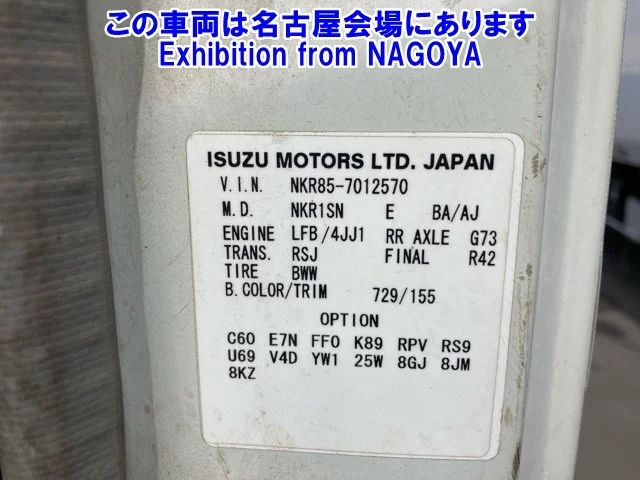 この車両は名古屋会場にあります
Exhibition from NAGOYA
ISUZU MOTORS LTD. JAPAN
V.I.N. NKR85-7012570
M.D. NKR1SN E BA/AJ
ENGINE LFB/4JJ1 RR AXLE G73
TRANS. RSJ FINAL R42
TIRE BWW
B.COLOR/TRIM 729/155
OPTION
C60 E7N FF0 K89 RPV RS9
U69 V4D YW1 25W 8GJ 8JM
8KZ